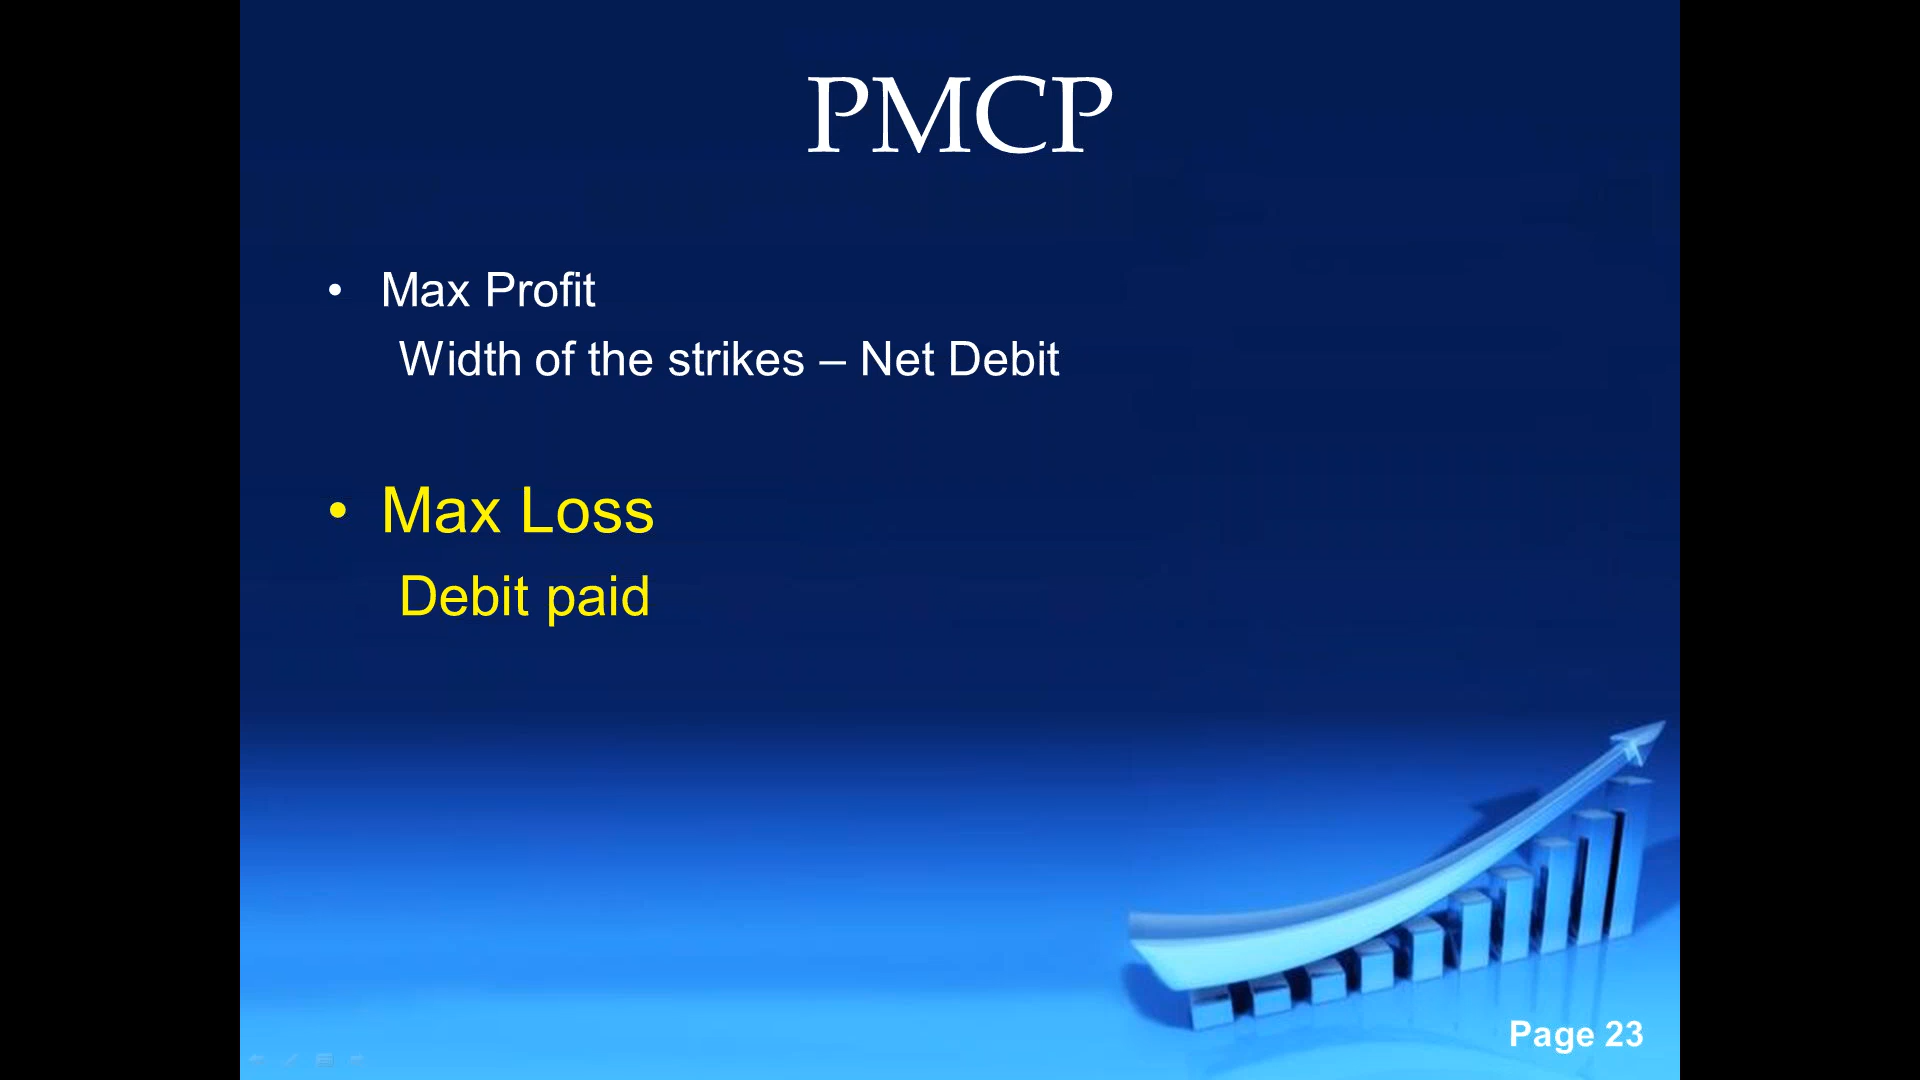 PMCP
• Max Profit
Width of the strikes – Net Debit
• Max Loss
Debit paid
Page 23